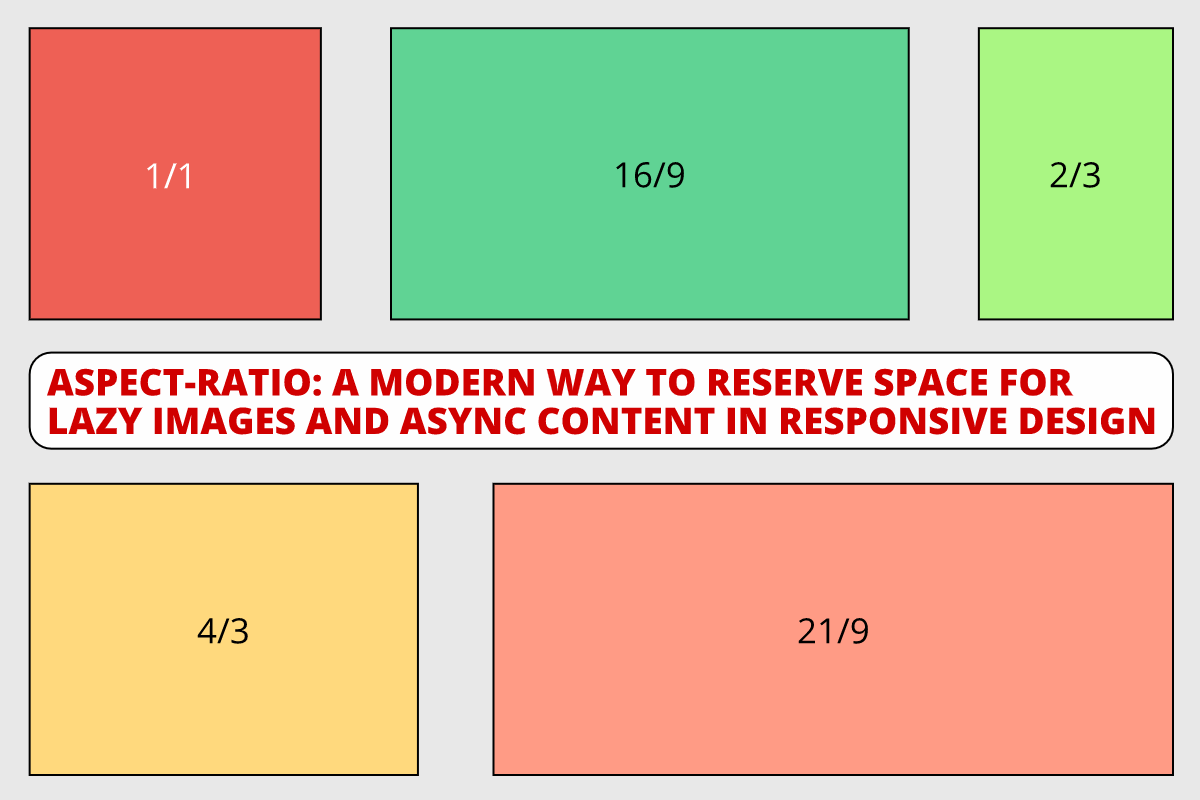 1/1
16/9
2/3
ASPECT-RATIO: A MODERN WAY TO RESERVE SPACE FOR
LAZY IMAGES AND ASYNC CONTENT IN RESPONSIVE DESIGN
4/3
21/9